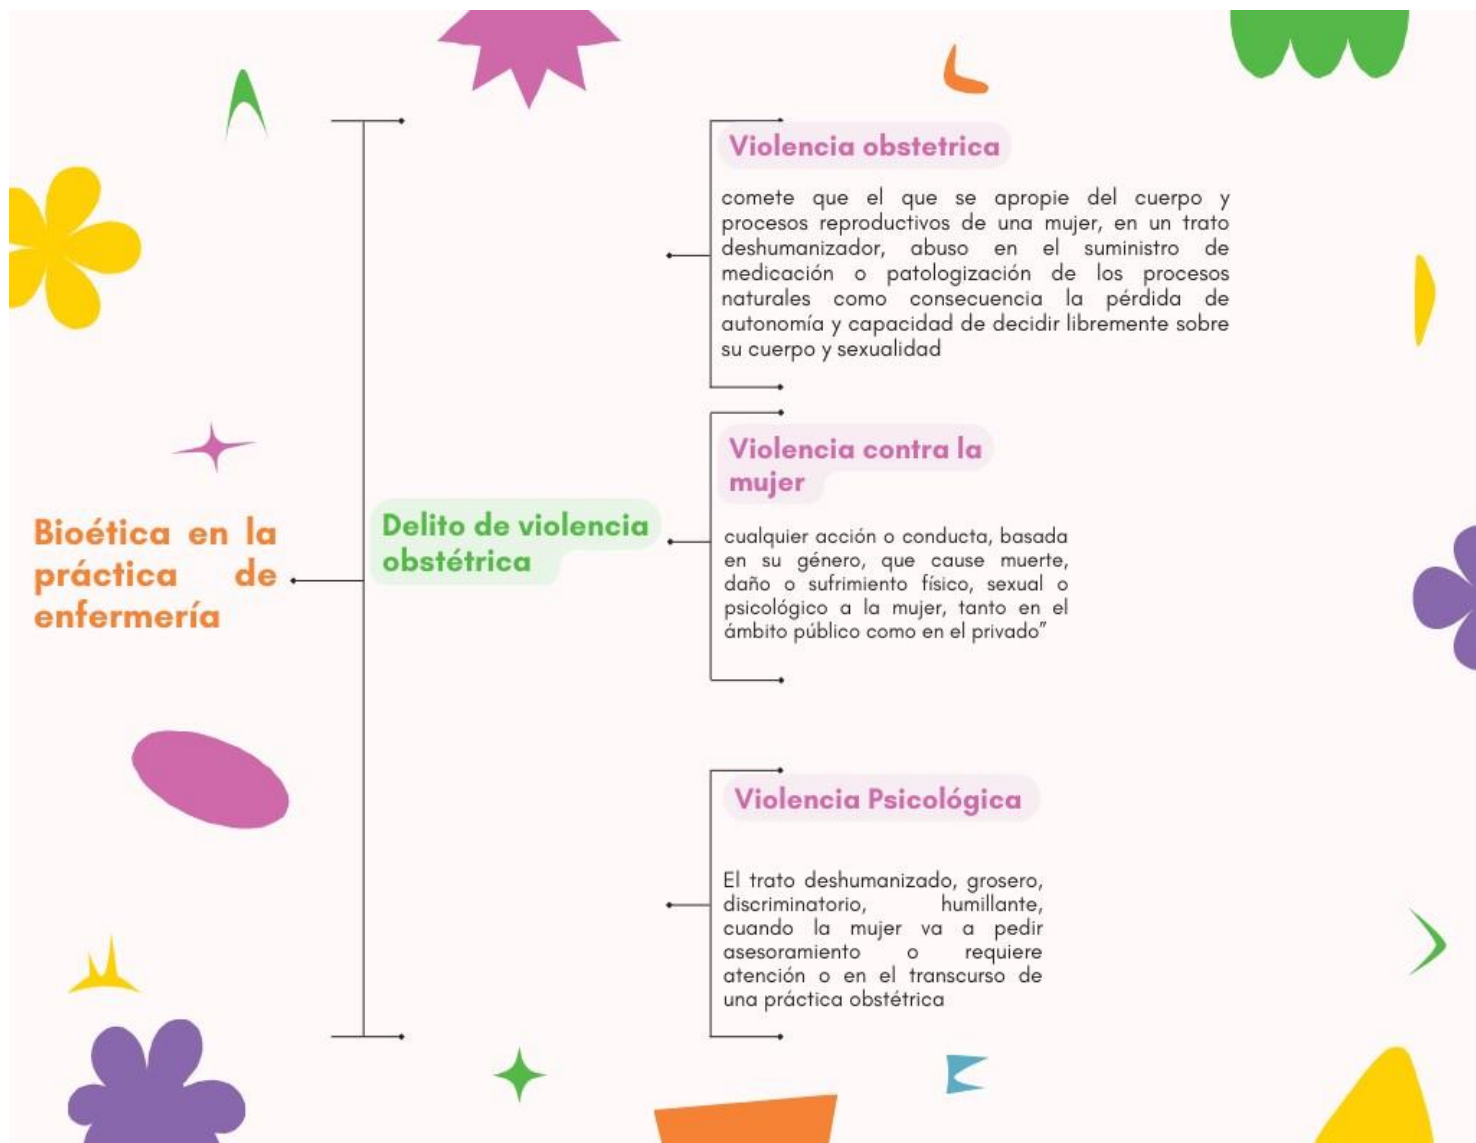 Bioética en la
práctica de
enfermería
Delito de violencia
obstétrica
Violencia obstetrica
comete que el que se apropie del cuerpo y
procesos reproductivos de una mujer, en un trato
deshumanizador, abuso en el suministro de
medicación o patologización de los procesos
naturales como consecuencia la pérdida de
autonomía y capacidad de decidir libremente sobre
su cuerpo y sexualidad
Violencia contra la
mujer
cualquier acción o conducta, basada
en su género, que cause muerte,
daño o sufrimiento físico, sexual o
psicológico a la mujer, tanto en el
ámbito público como en el privado”
Violencia Psicológica
El trato deshumanizado, grosero,
discriminatorio, humillante,
cuando la mujer va a pedir
asesoramiento o requiere
atención o en el transcurso de
una práctica obstétrica